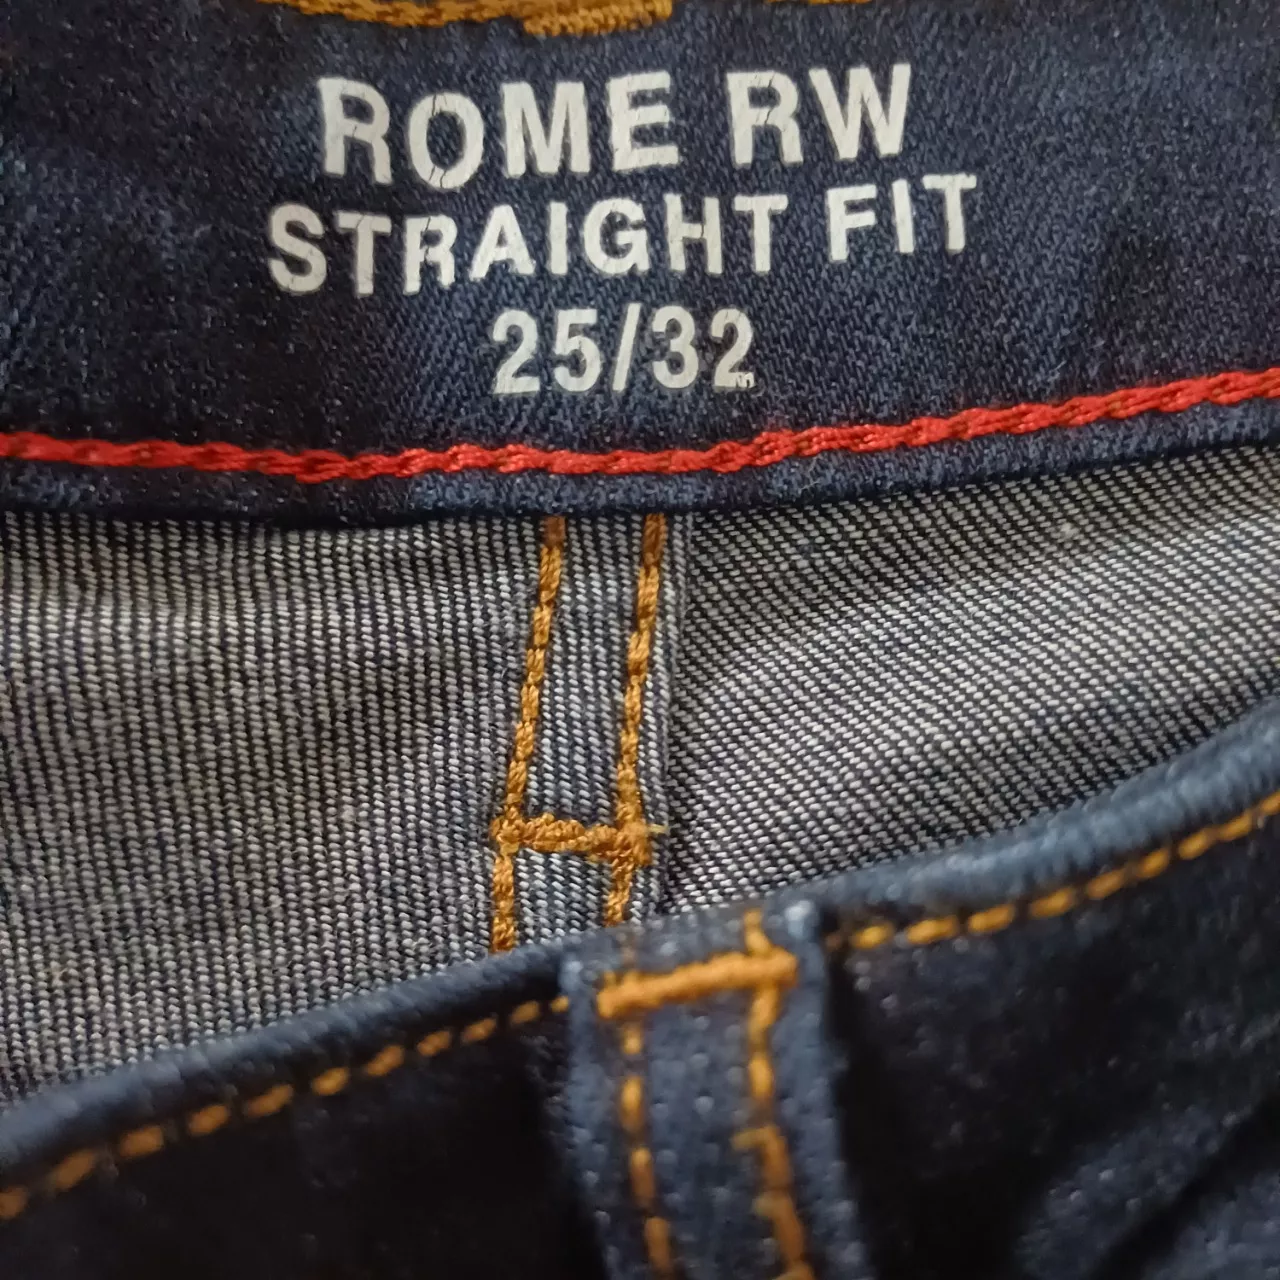 ROME RW
STRAIGHT FIT
25/32